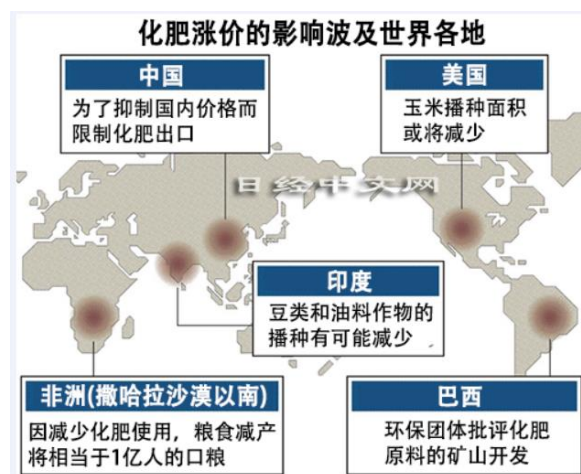 化肥涨价的影响波及世界各地
中国
为了抑制国内价格而
限制化肥出口
美国
玉米播种面积
或将减少
日经中文网
印度
豆类和油料作物的
播种有可能减少
非洲(撒哈拉沙漠以南)
因减少化肥使用，粮食减产
将相当于1亿人的口粮
巴西
环保团体批评化肥
原料的矿山开发